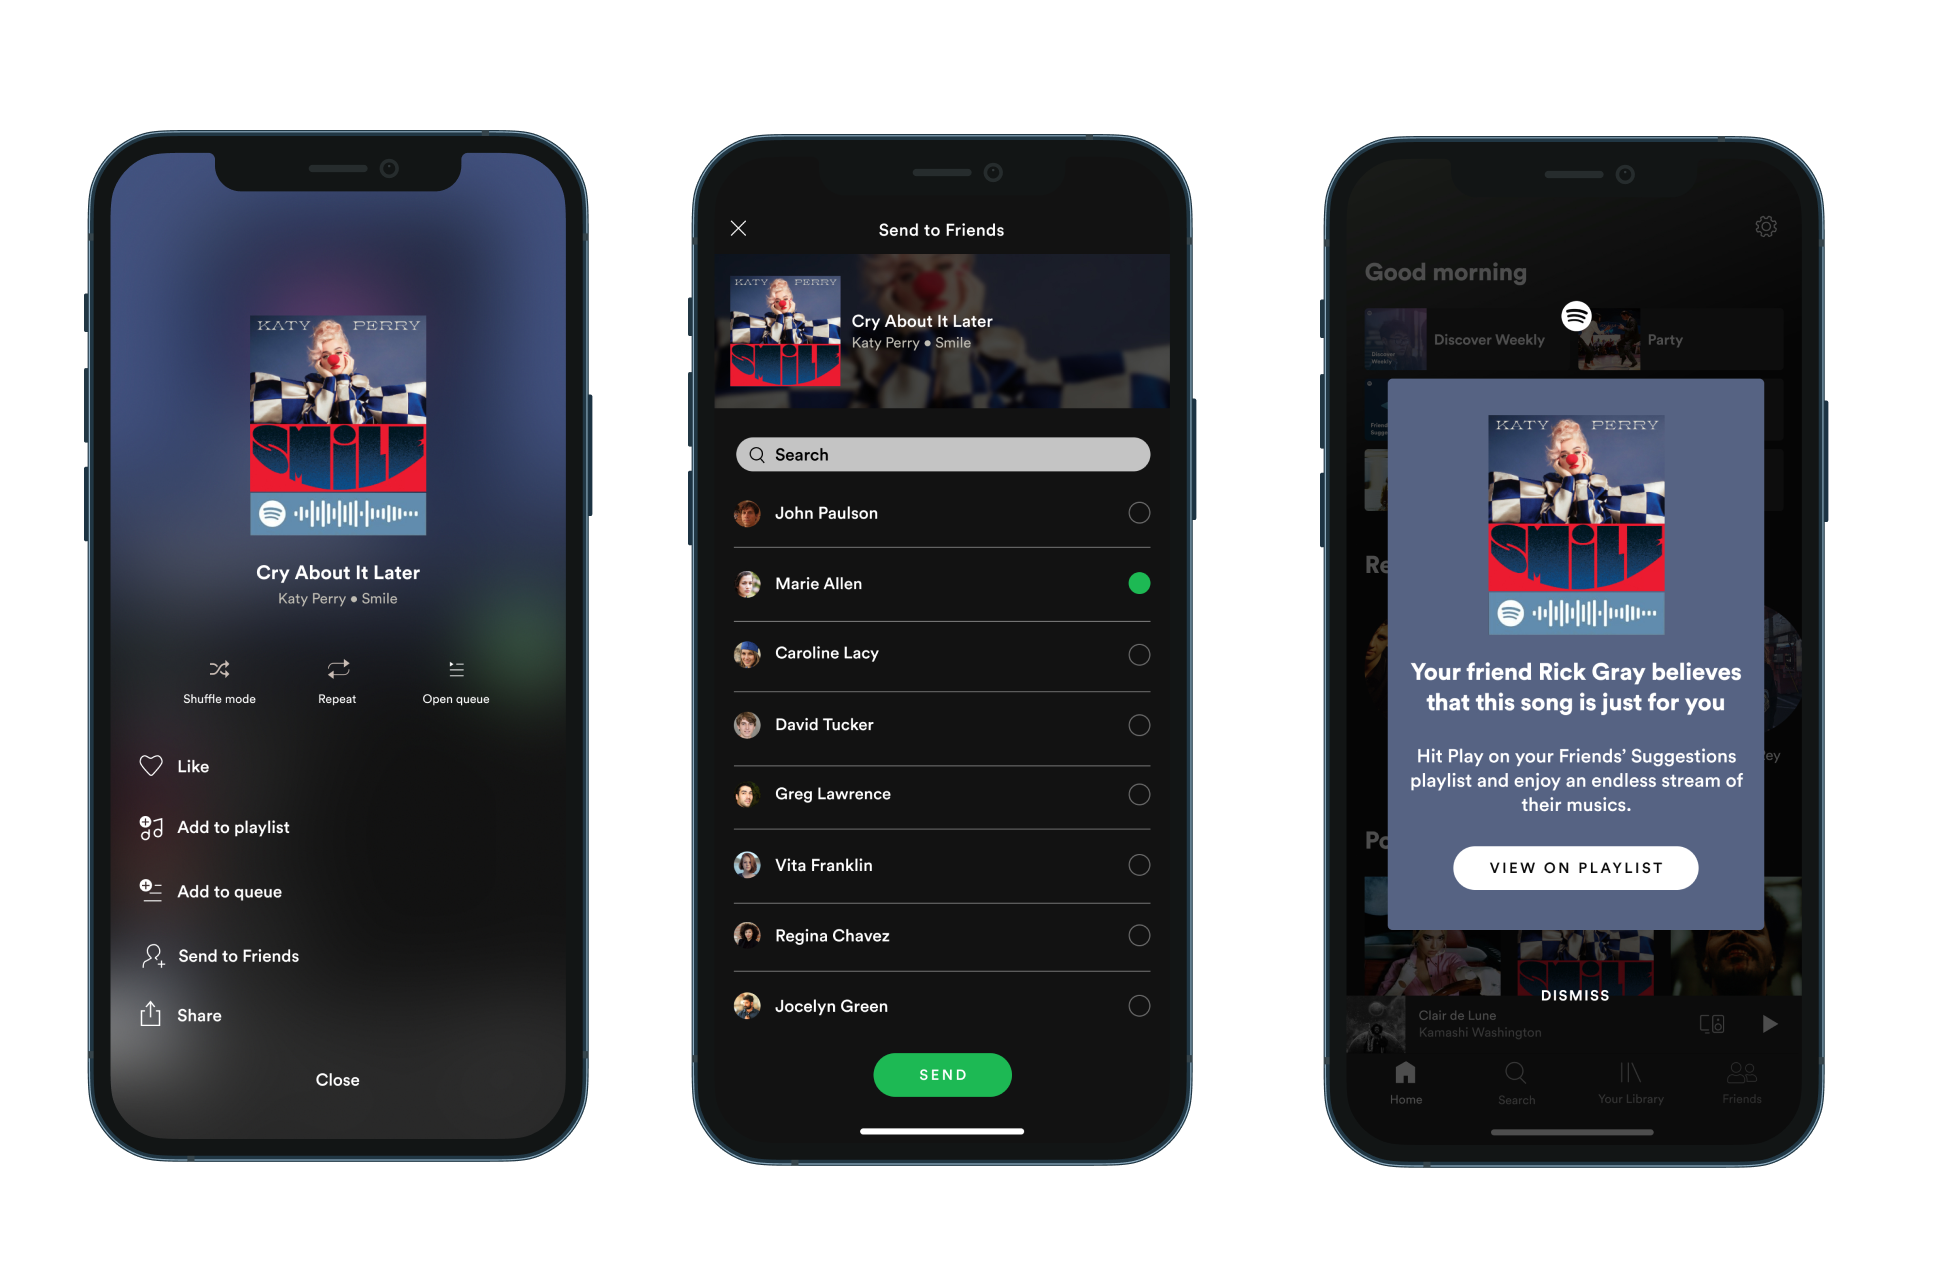 KATY PERRY
SMILE
Cry About It Later
Katy Perry • Smile
Shuffle mode
Repeat
Open queue
Like
Add to playlist
Add to queue
Send to Friends
Share
Close
Send to Friends
KATY PERRY
SMILE
Cry About It Later
Katy Perry • Smile
Search
John Paulson
Marie Allen
Caroline Lacy
David Tucker
Greg Lawrence
Vita Franklin
Regina Chavez
Jocelyn Green
SEND
Good morning
Discover Weekly
Discover Weekly
Party
KATY PERRY
SMILE
Re
Your friend Rick Gray believes
that this song is just for you
Hit Play on your Friends’ Suggestions
playlist and enjoy an endless stream of
their musics.
Po
VIEW ON PLAYLIST
SMILE
DISMISS
Clair de Lune
Kamashi Washington
Home
Search
Your Library
Friends